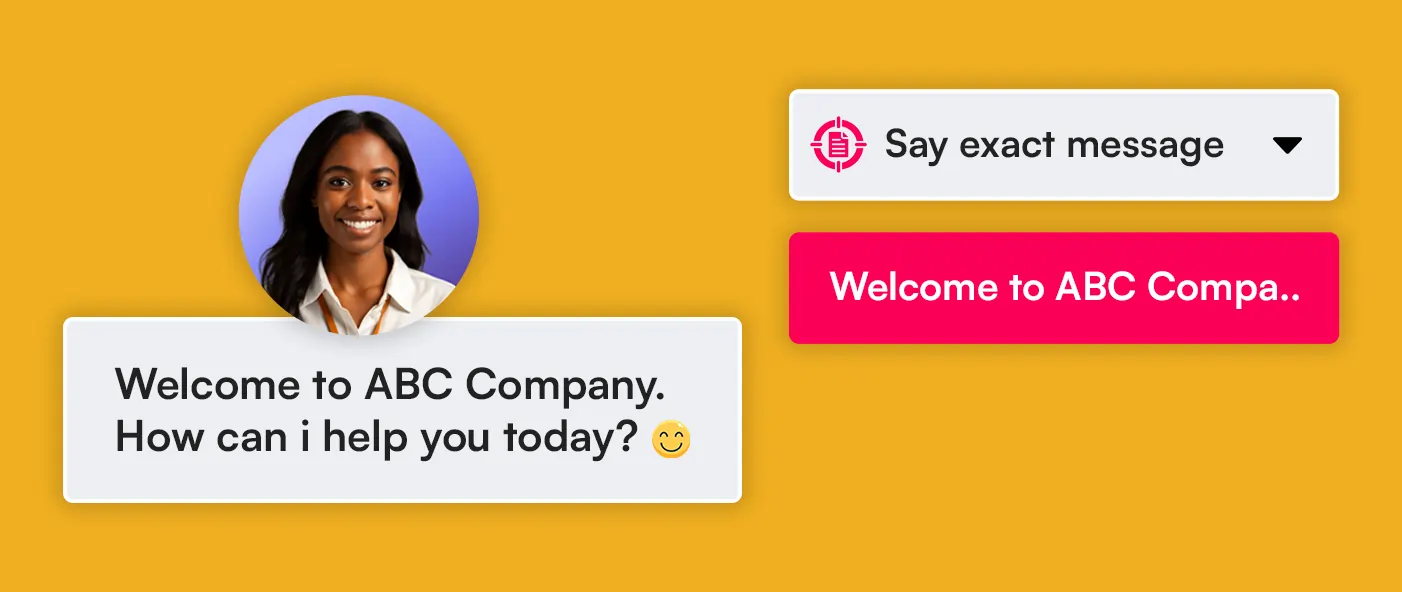 Welcome to ABC Company.
How can i help you today? 😊
Say exact message
Welcome to ABC Compa..